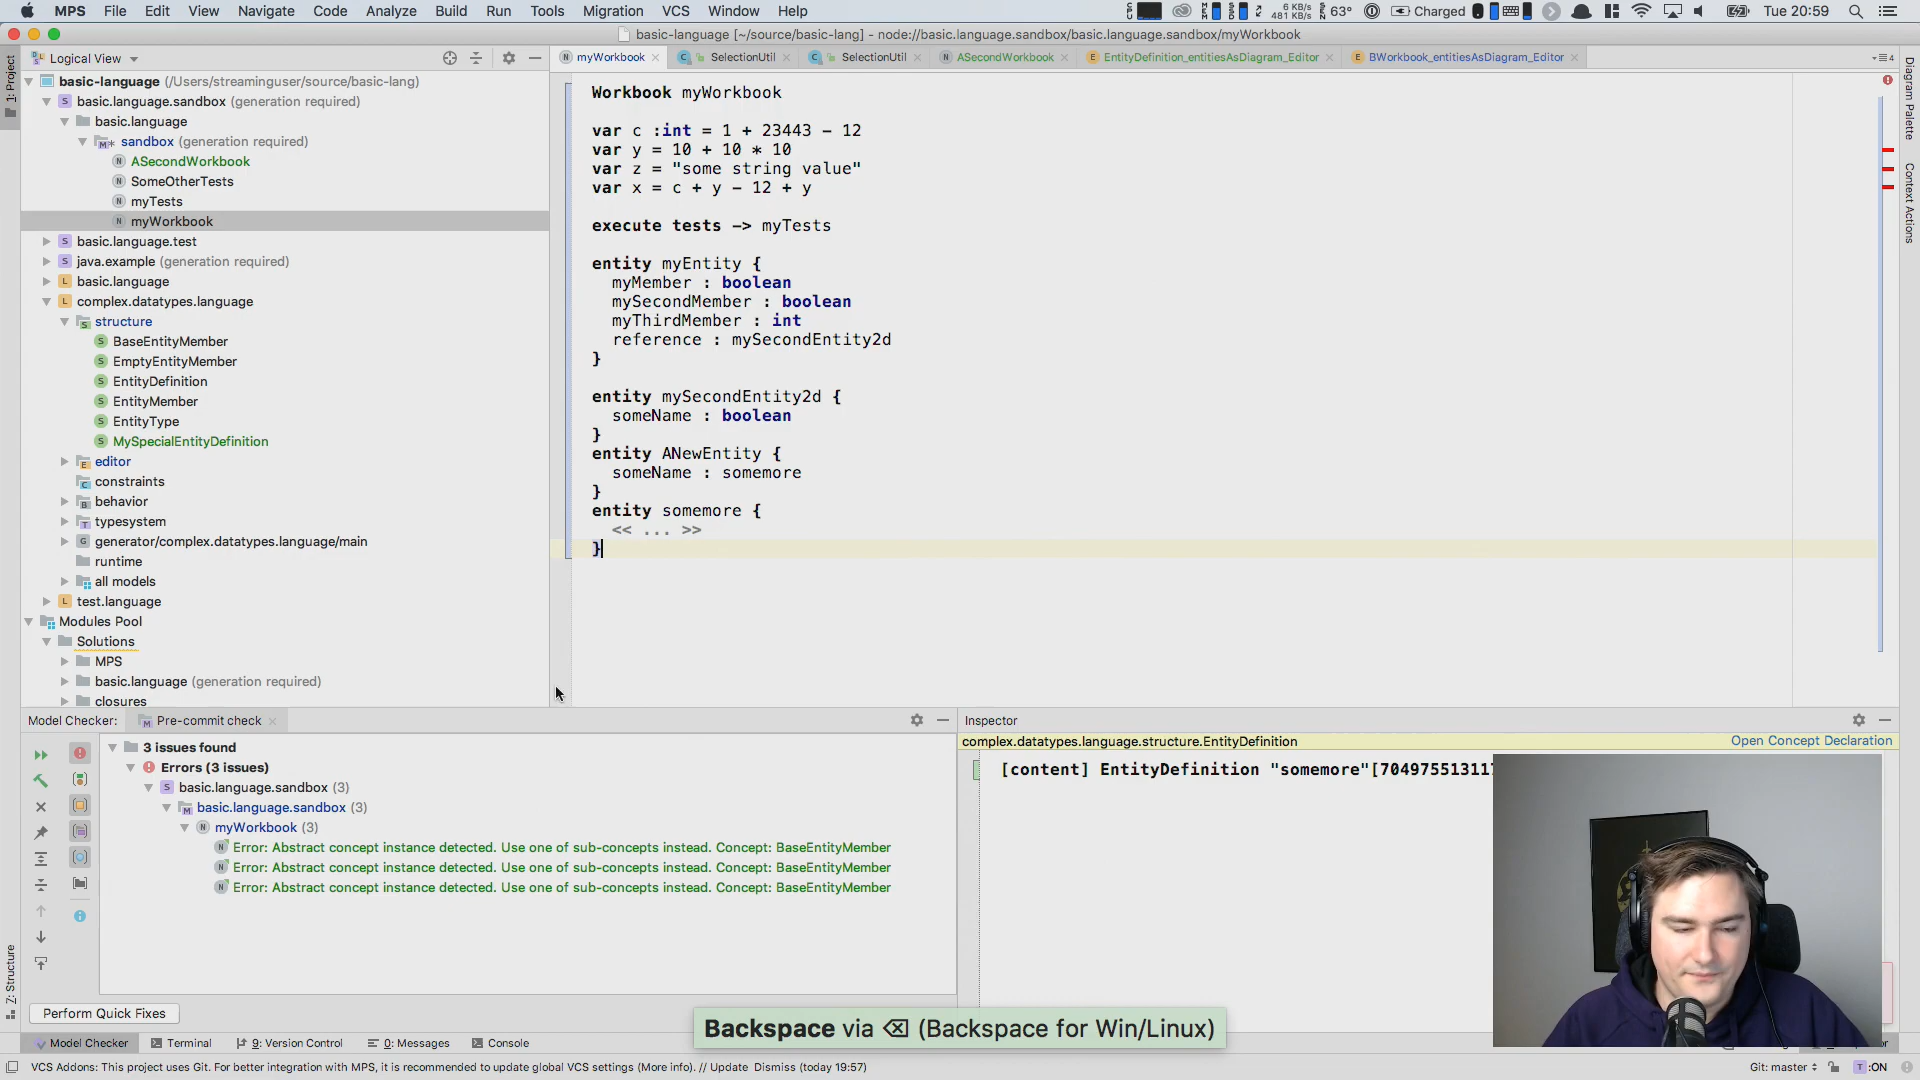 MPS File Edit View Navigate Code Analyze Build Run Tools Migration VCS Window Help
6 KB/s
481 KB/s
63° Charged Tue 20:59
basic-language [~/source/basic-lang] - node://basic.language.sandbox/basic.language.sandbox/myWorkbook
Logical View
myWorkbook SelectionUtil SelectionUtil ASecondWorkbook EntityDefinition_entitiesAsDiagram_Editor BWorkbook_entitiesAsDiagram_Editor
1: Project
basic-language (/Users/streaminguser/source/basic-lang)
basic.language.sandbox (generation required)
basic.language
sandbox (generation required)
ASecondWorkbook
SomeOtherTests
myTests
myWorkbook
basic.language.test
java.example (generation required)
basic.language
complex.datatypes.language
structure
BaseEntityMember
EmptyEntityMember
EntityDefinition
EntityMember
EntityType
MySpecialEntityDefinition
editor
constraints
behavior
typesystem
generator/complex.datatypes.language/main
runtime
all models
test.language
Modules Pool
Solutions
MPS
basic.language (generation required)
closures
Workbook myWorkbook
var c :int = 1 + 23443 - 12
var y = 10 + 10 * 10
var z = "some string value"
var x = c + y - 12 + y
execute tests -> myTests
entity myEntity {
myMember : boolean
mySecondMember : boolean
myThirdMember : int
reference : mySecondEntity2d
}
entity mySecondEntity2d {
someName : boolean
}
entity ANewEntity {
someName : somemore
}
entity somemore {
<< ... >>
}
Diagram Palette
Context Actions
Model Checker: Pre-commit check
3 issues found
Errors (3 issues)
basic.language.sandbox (3)
basic.language.sandbox (3)
myWorkbook (3)
Error: Abstract concept instance detected. Use one of sub-concepts instead. Concept: BaseEntityMember
Error: Abstract concept instance detected. Use one of sub-concepts instead. Concept: BaseEntityMember
Error: Abstract concept instance detected. Use one of sub-concepts instead. Concept: BaseEntityMember
Perform Quick Fixes
Inspector
complex.datatypes.language.structure.EntityDefinition Open Concept Declaration
[content] EntityDefinition "somemore"[704975513117
Backspace via ⌫ (Backspace for Win/Linux)
Z: Structure
Model Checker Terminal 9: Version Control 0: Messages Console
VCS Addons: This project uses Git. For better integration with MPS, it is recommended to update global VCS settings (More info). // Update Dismiss (today 19:57) Git: master T:ON